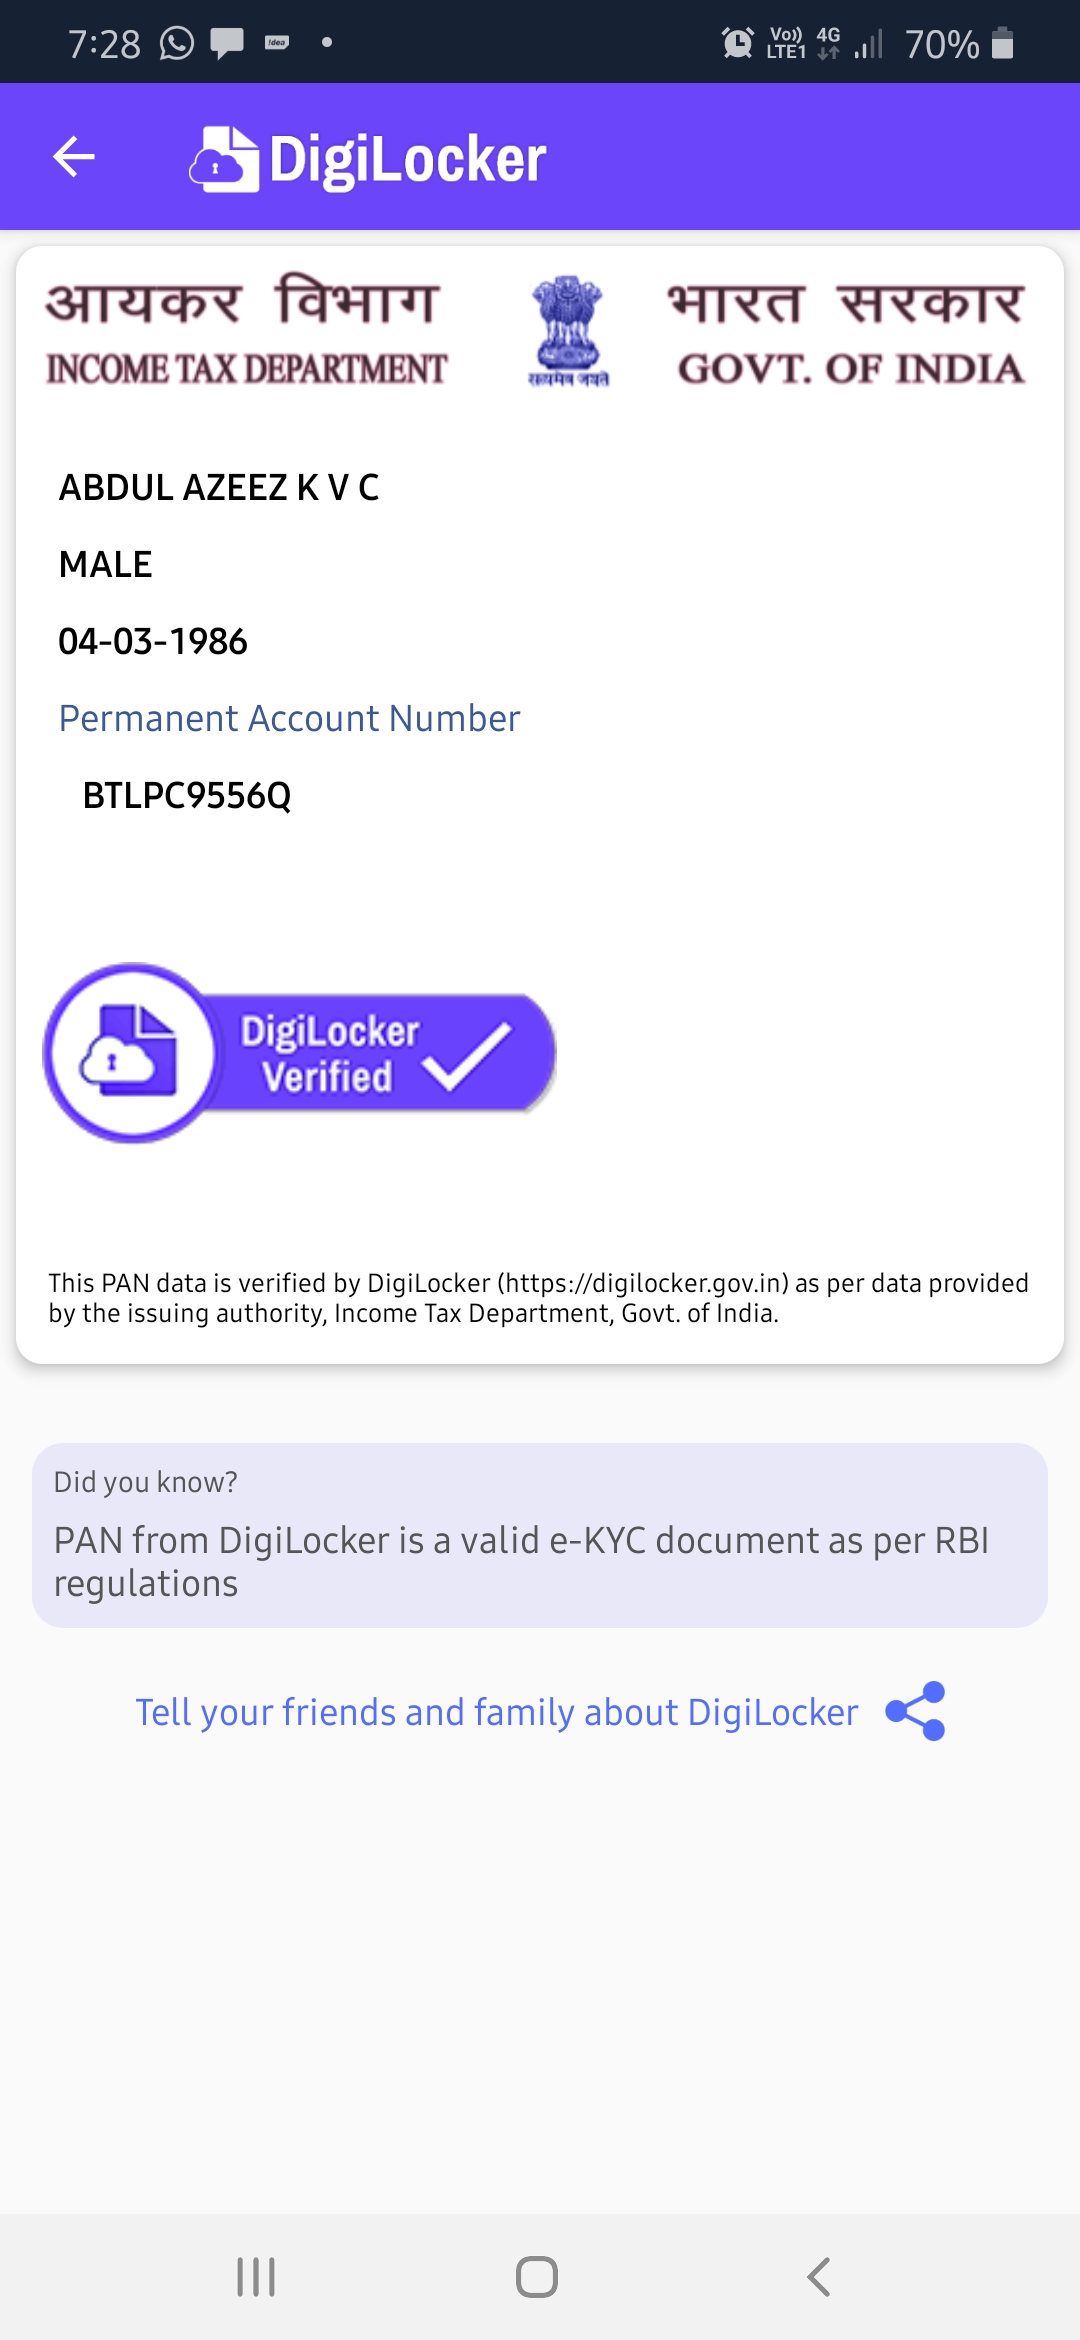 7:28 !dea Vo)) LTE1 4G 70%
DigiLocker
आयकर विभाग भारत सरकार
INCOME TAX DEPARTMENT GOVT. OF INDIA
सत्यमेव जयते
ABDUL AZEEZ K V C
MALE
04-03-1986
Permanent Account Number
BTLPC9556Q
DigiLocker
Verified
This PAN data is verified by DigiLocker (https://digilocker.gov.in) as per data provided
by the issuing authority, Income Tax Department, Govt. of India.
Did you know?
PAN from DigiLocker is a valid e-KYC document as per RBI
regulations
Tell your friends and family about DigiLocker